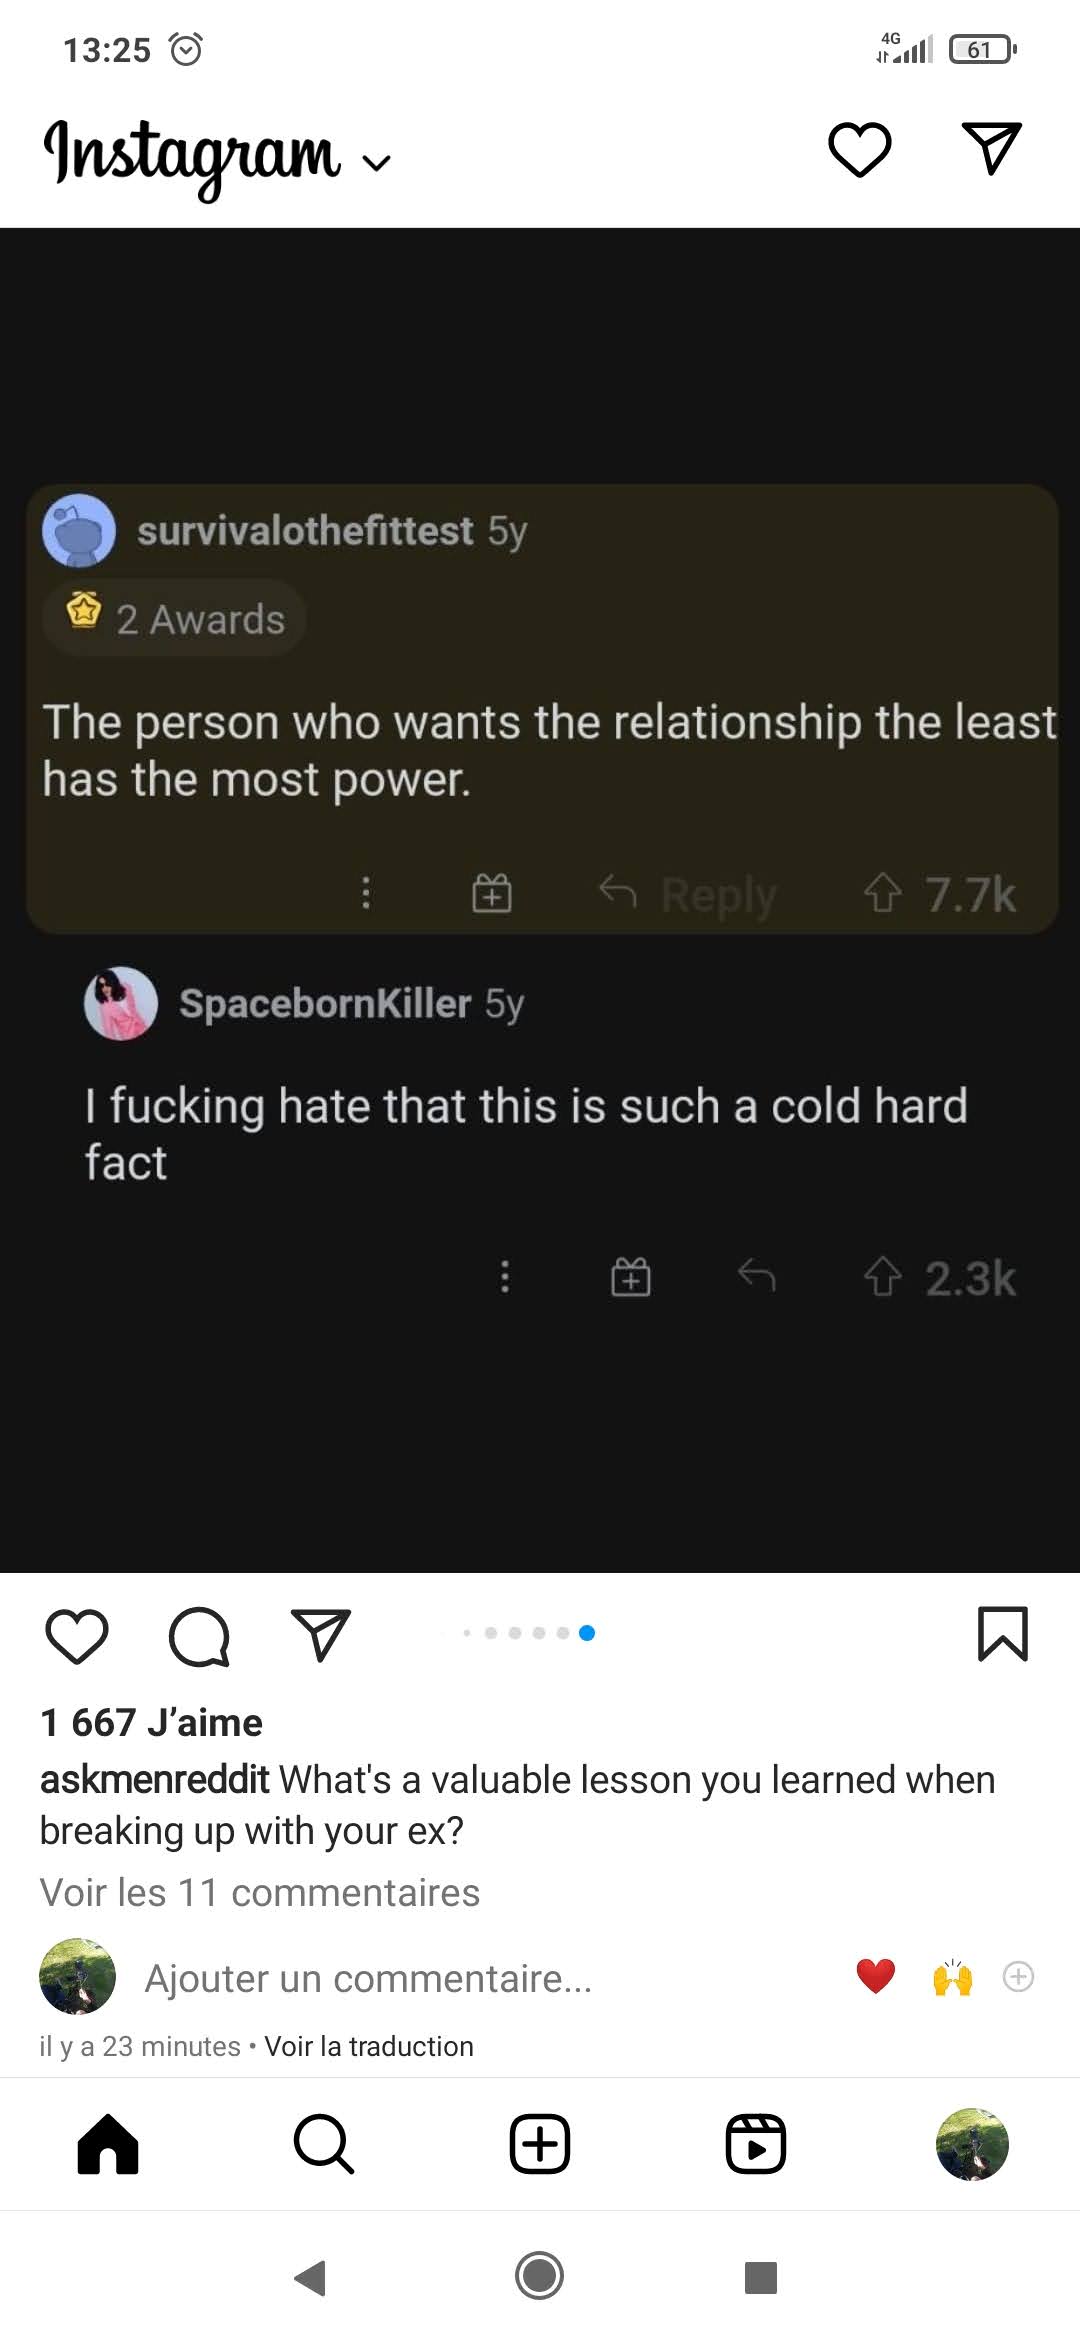 13:25
4G
61
Instagram
survivalothefittest 5y
2 Awards
The person who wants the relationship the least
has the most power.
Reply 7.7k
SpacebornKiller 5y
I fucking hate that this is such a cold hard
fact
2.3k
1 667 J’aime
askmenreddit What's a valuable lesson you learned when
breaking up with your ex?
Voir les 11 commentaires
Ajouter un commentaire...
il y a 23 minutes • Voir la traduction